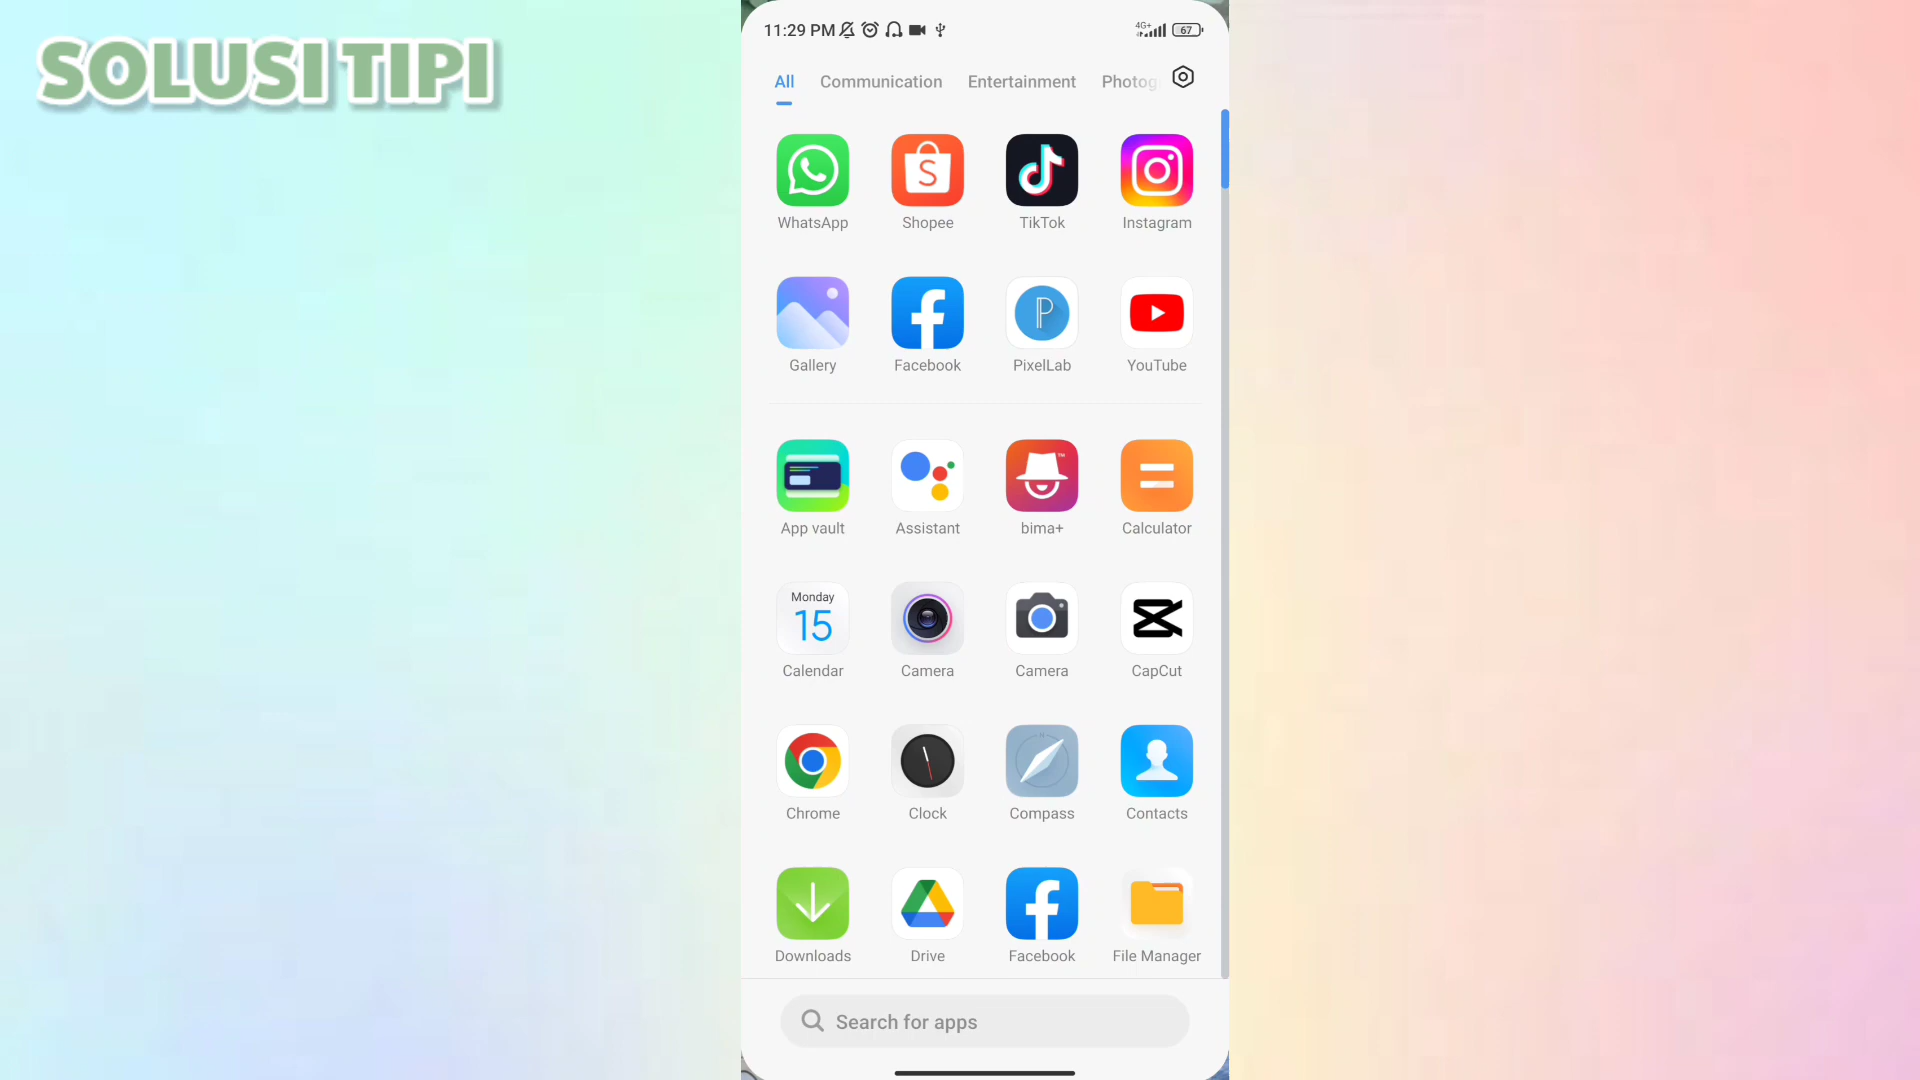 SOLUSI TIPI
11:29 PM
4G+
67
All Communication Entertainment Photog
WhatsApp Shopee TikTok Instagram
Gallery Facebook PixelLab YouTube
App vault Assistant bima+ Calculator
Monday
15
Calendar Camera Camera CapCut
Chrome Clock Compass Contacts
Downloads Drive Facebook File Manager
Search for apps